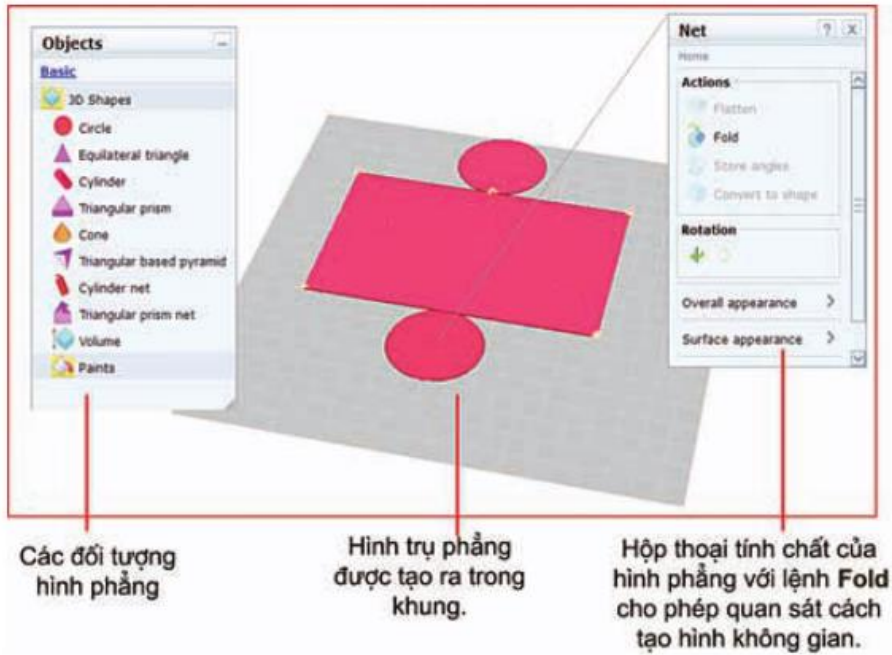 Objects
Basic
3D Shapes
Circle
Equilateral triangle
Cylinder
Triangular prism
Cone
Triangular based pyramid
Cylinder net
Triangular prism net
Volume
Paints
Net
? x
Home
Actions
Flatten
Fold
Store angles
Convert to shape
Rotation
Overall appearance
Surface appearance
Các đối tượng
hình phẳng
Hình trụ phẳng
được tạo ra trong
khung.
Hộp thoại tính chất của
hình phẳng với lệnh Fold
cho phép quan sát cách
tạo hình không gian.